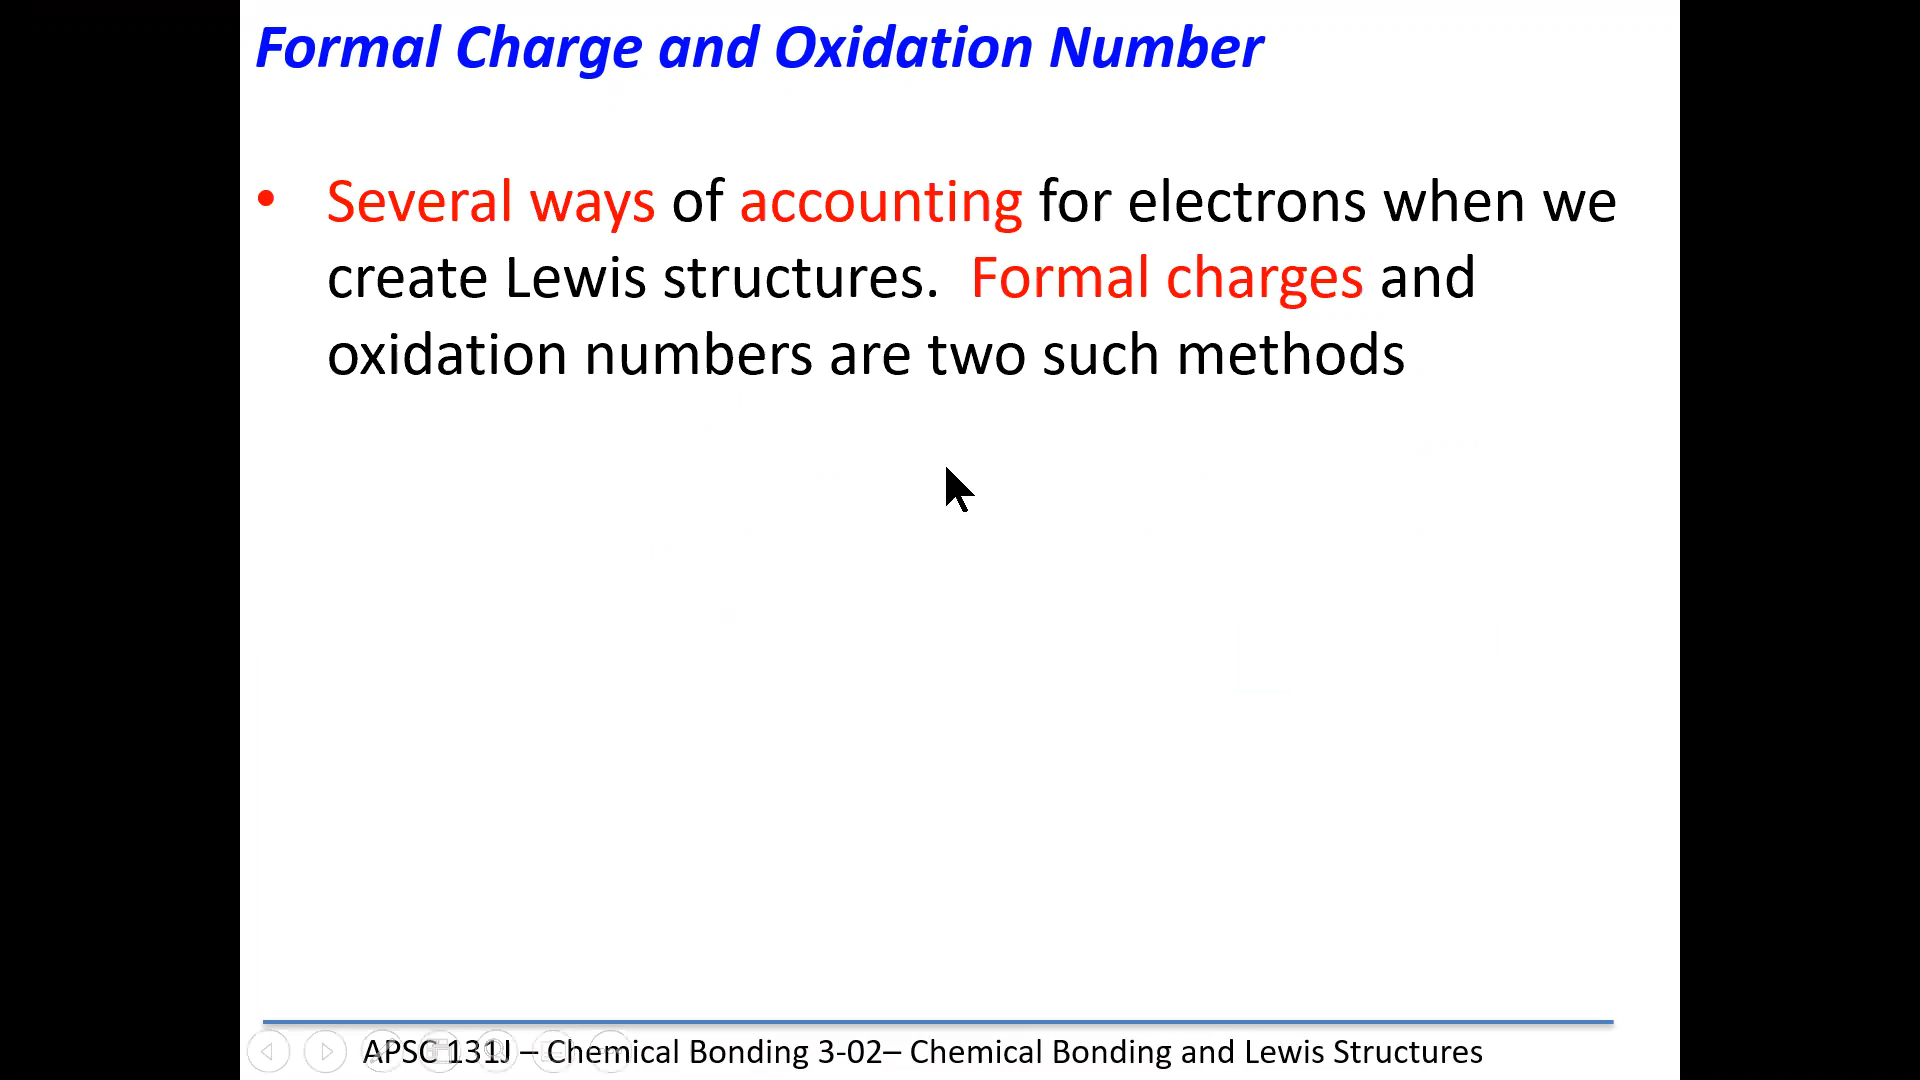 Formal Charge and Oxidation Number
• Several ways of accounting for electrons when we
create Lewis structures.  Formal charges and
oxidation numbers are two such methods
APSC 131J – Chemical Bonding 3-02– Chemical Bonding and Lewis Structures